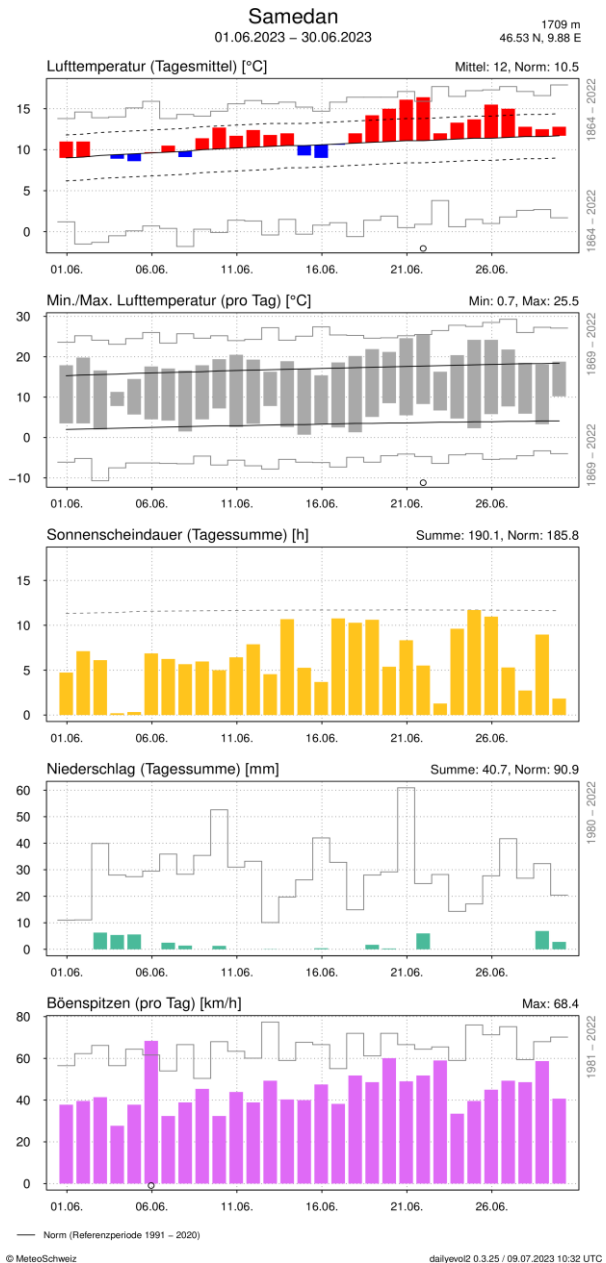 Samedan
01.06.2023 – 30.06.2023
1709 m
46.53 N, 9.88 E
Lufttemperatur (Tagesmittel) [°C]
Mittel: 12, Norm: 10.5
15
10
5
0
1864 – 2022
1864 – 2022
01.06.
06.06.
11.06.
16.06.
21.06.
26.06.
Min./Max. Lufttemperatur (pro Tag) [°C]
Min: 0.7, Max: 25.5
30
20
10
0
−10
1869 – 2022
1869 – 2022
01.06.
06.06.
11.06.
16.06.
21.06.
26.06.
Sonnenscheindauer (Tagessumme) [h]
Summe: 190.1, Norm: 185.8
15
10
5
0
01.06.
06.06.
11.06.
16.06.
21.06.
26.06.
Niederschlag (Tagessumme) [mm]
Summe: 40.7, Norm: 90.9
60
50
40
30
20
10
0
1980 – 2022
01.06.
06.06.
11.06.
16.06.
21.06.
26.06.
Böenspitzen (pro Tag) [km/h]
Max: 68.4
80
60
40
20
0
1981 – 2022
01.06.
06.06.
11.06.
16.06.
21.06.
26.06.
Norm (Referenzperiode 1991 – 2020)
© MeteoSchweiz
dailyevol2 0.3.25 / 09.07.2023 10:32 UTC